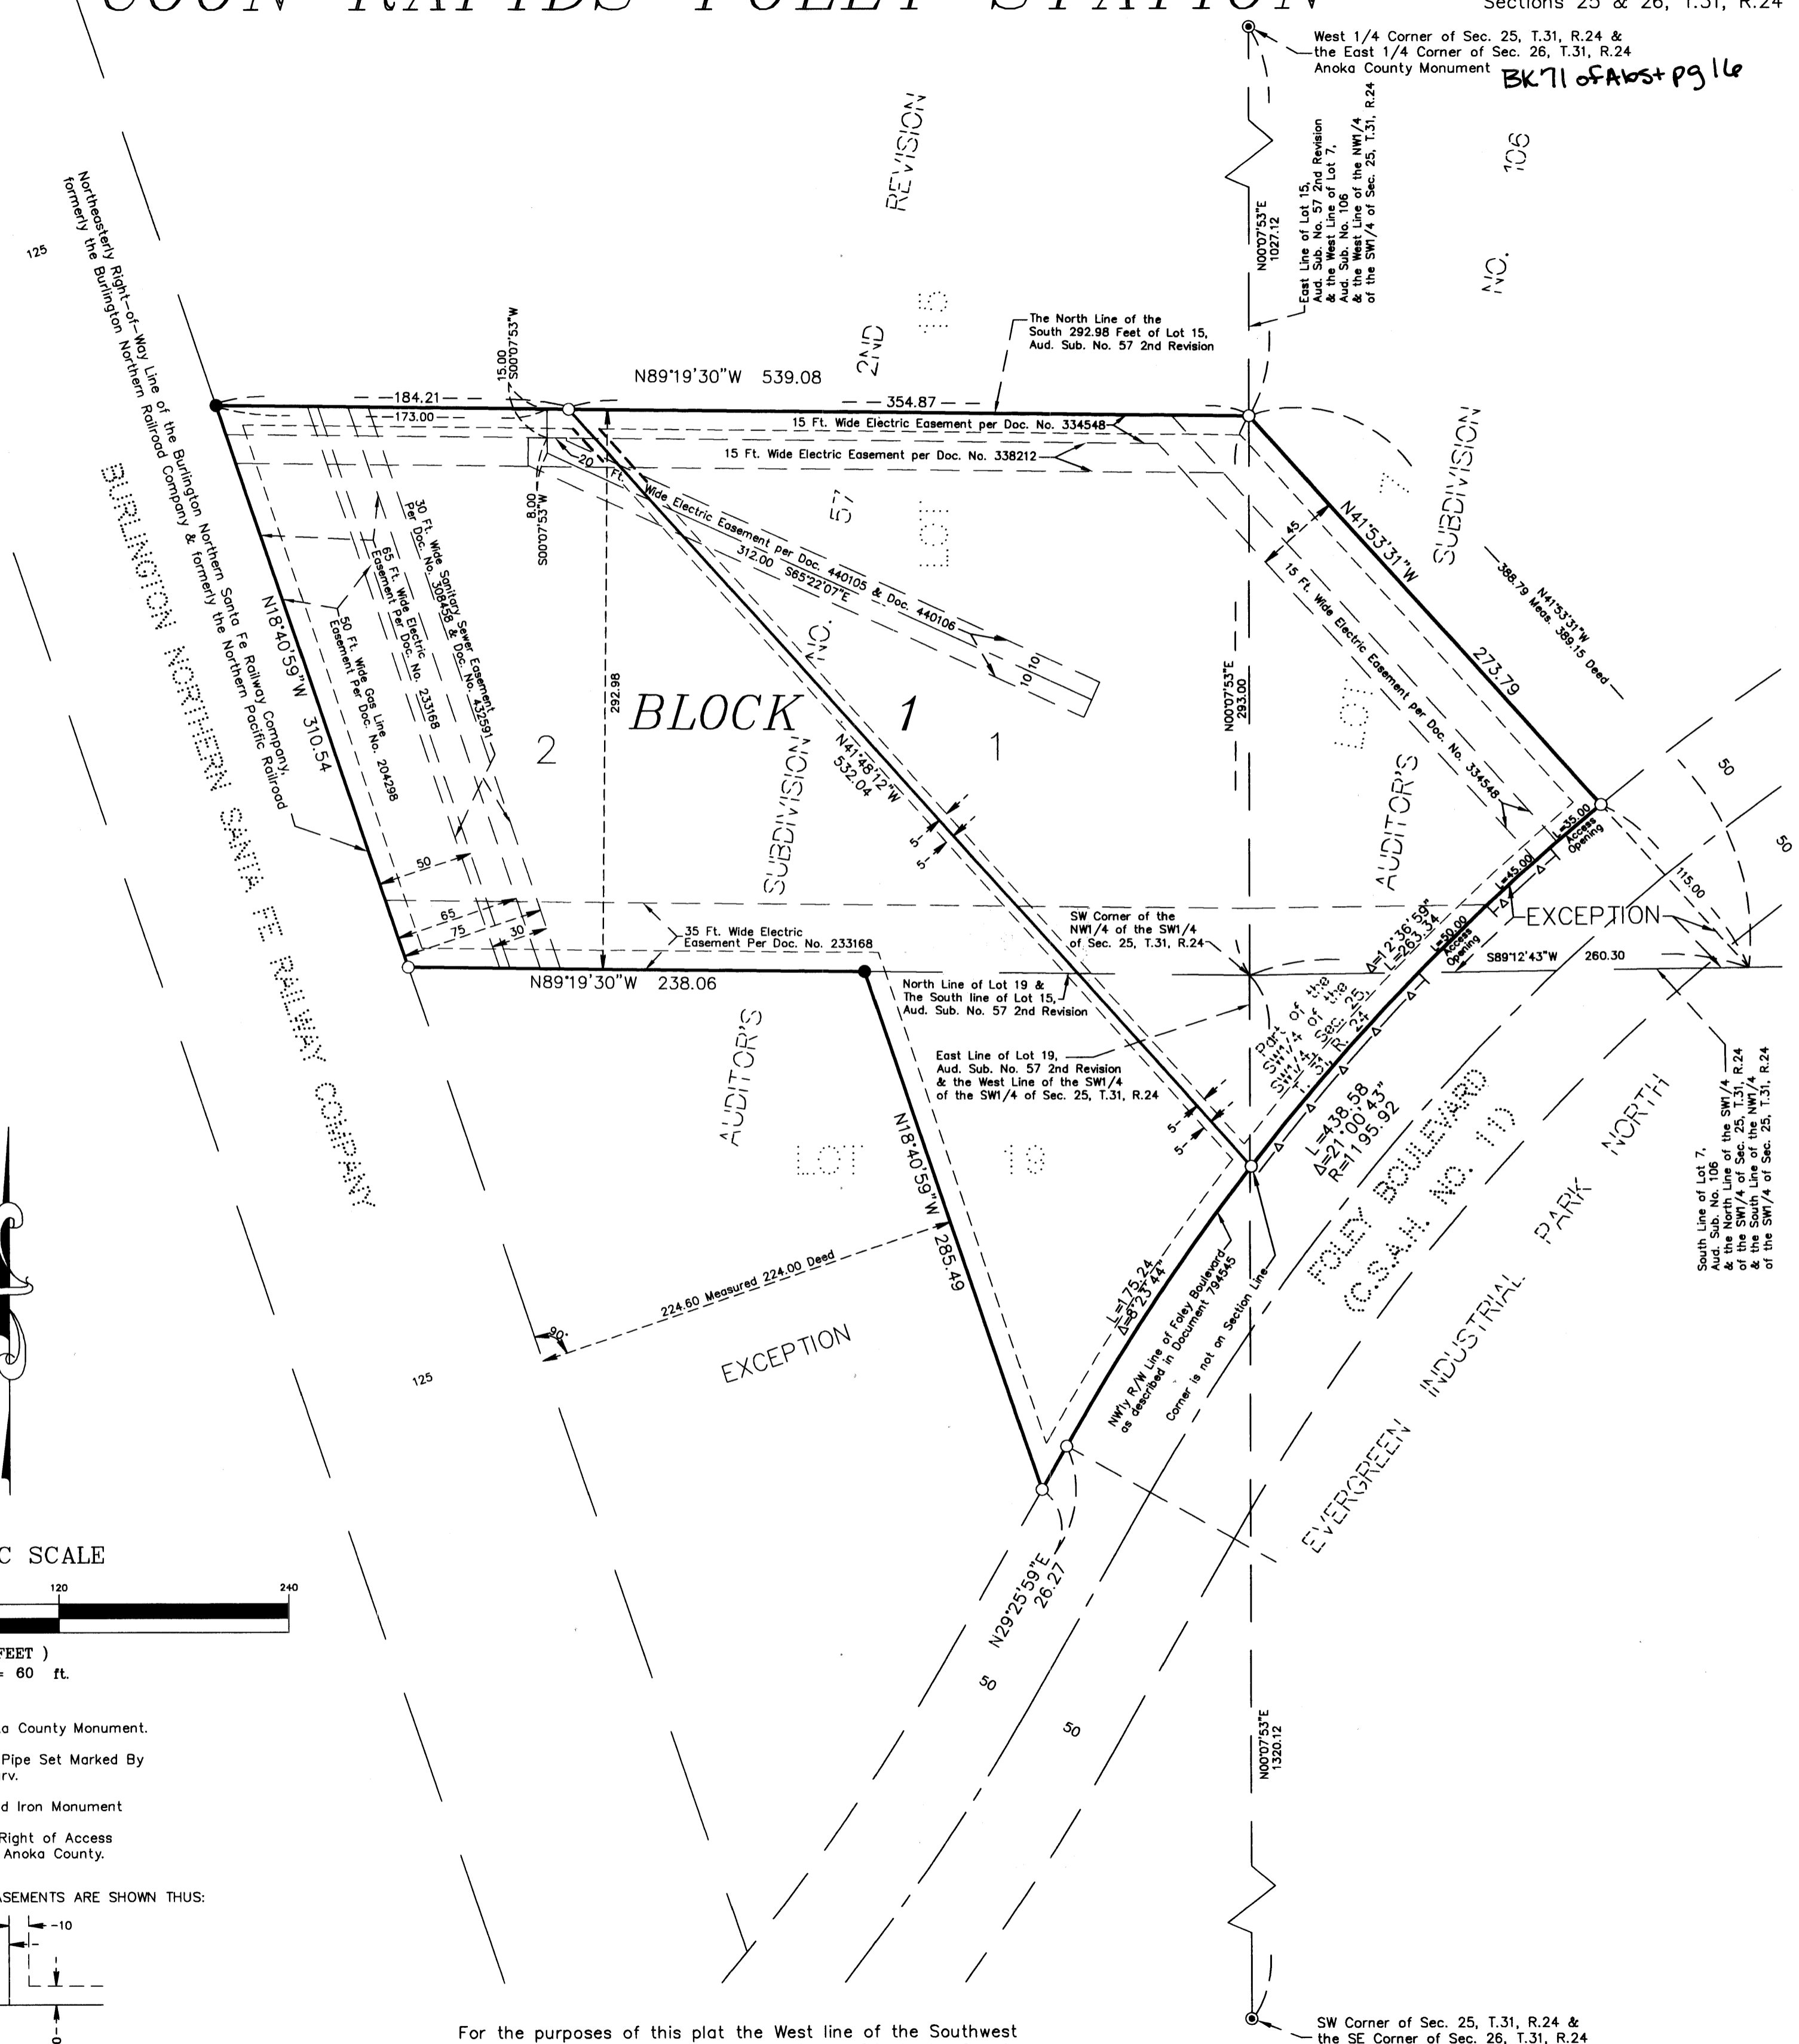 COON RAPIDS FOLEY STATION
Sections 25 & 26, T.31, R.24
West 1/4 Corner of Sec. 25, T.31, R.24 &
the East 1/4 Corner of Sec. 26, T.31, R.24
Anoka County Monument
BK 71 of Abst pg 16
East Line of Lot 15,
Aud. Sub. No. 57 2nd Revision
& the West Line of Lot 7,
Aud. Sub. No. 106
& the West Line of the NW1/4
of the SW1/4 of Sec. 25, T.31, R.24
N00°07'53"E
1027.12
REVISION
2ND
15
57
LOT
NO.
SUBDIVISION
AUDITOR'S
NO. 106
SUBDIVISION
7
LOT
AUDITOR'S
125
Northeasterly Right-of-Way Line of the Burlington Northern Santa Fe Railway Company,
formerly the Burlington Northern Railroad Company & formerly the Northern Pacific Railroad
BURLINGTON NORTHERN SANTA FE RAILWAY COMPANY
The North Line of the
South 292.98 Feet of Lot 15,
Aud. Sub. No. 57 2nd Revision
N89°19'30"W 539.08
184.21
173.00
354.87
15.00
S00°07'53"W
8.00
S00°07'53"W
15 Ft. Wide Electric Easement per Doc. No. 334548
15 Ft. Wide Electric Easement per Doc. No. 338212
20 Ft. Wide Electric Easement per Doc. 440105 & Doc. 440106
312.00 S65°22'07"E
10 10
30 Ft. Wide Sanitary Sewer Easement
Per Doc. No. 308458 & Doc. No. 432591
65 Ft. Wide Electric
Easement Per Doc. No. 233168
50 Ft. Wide Gas Line
Easement Per Doc. No. 204298
N18°40'59"W 310.54
292.98
BLOCK 1
2
1
N41°48'12"W
532.04
5
5
N00°07'53"E
293.00
45
N41°53'31"W
273.79
15 Ft. Wide Electric Easement per Doc. No. 334548
N41°53'31"W
388.79 Meas. 389.15 Deed
50
50
115.00
L=35.00
Access
Opening
L=45.00
L=50.00
Access
Opening
Δ=12°36'59"
L=263.34
EXCEPTION
S89°12'43"W 260.30
50
65
75
30
35 Ft. Wide Electric
Easement Per Doc. No. 233168
N89°19'30"W 238.06
SW Corner of the
NW1/4 of the SW1/4
of Sec. 25, T.31, R.24
North Line of Lot 19 &
The South line of Lot 15,
Aud. Sub. No. 57 2nd Revision
East Line of Lot 19,
Aud. Sub. No. 57 2nd Revision
& the West Line of the SW1/4
of the SW1/4 of Sec. 25, T.31, R.24
Part of the
SW1/4 of the
SW1/4, Sec. 25,
T. 31, R. 24
5
5
L=438.58
Δ=21°00'43"
R=1195.92
FOLEY BOULEVARD
(C.S.A.H. NO. 11)
EVERGREEN INDUSTRIAL PARK NORTH
South Line of Lot 7,
Aud. Sub. No. 106
& the North Line of the SW1/4
of the SW1/4 of Sec. 25, T.31, R.24
& the South Line of the NW1/4
of the SW1/4 of Sec. 25, T.31, R.24
AUDITOR'S
LOT 19
N18°40'59"W 285.49
224.60 Measured 224.00 Deed
90°
EXCEPTION
125
L=175.24
Δ=8°23'44"
NW'ly R/W Line of Foley Boulevard
as described in Document 794545
Corner is not on Section Line
N29°25'59"E
26.27
50
50
N00°07'53"E
1320.12
C SCALE
120 240
FEET )
= 60 ft.
a County Monument.
Pipe Set Marked By
rv.
d Iron Monument
Right of Access
Anoka County.
ASEMENTS ARE SHOWN THUS:
10
For the purposes of this plat the West line of the Southwest
SW Corner of Sec. 25, T.31, R.24 &
the SE Corner of Sec. 26, T.31, R.24